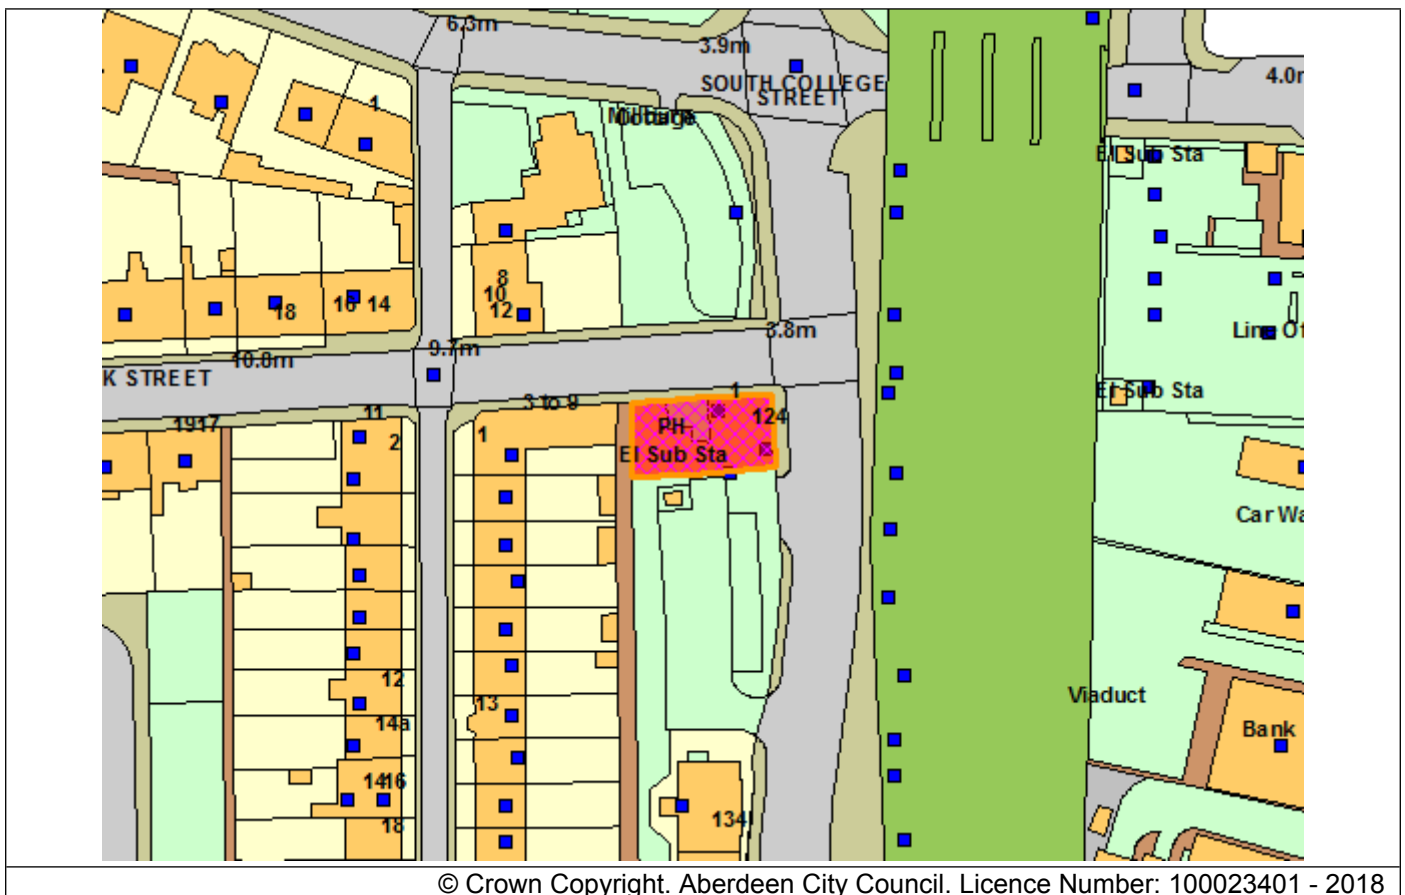 6.3m
3.9m
SOUTH COLLEGE
STREET
4.0m
1
Cottage
El Sub Sta
8
10
12
18
16 14
3.8m
9.7m
10.8m
K STREET
El Sub Sta
1
3 to 9
11
1917
2
1
PH
124
El Sub Sta
Car Wa
Viaduct
12
13
14a
Bank
1416
18
134
© Crown Copyright. Aberdeen City Council. Licence Number: 100023401 - 2018